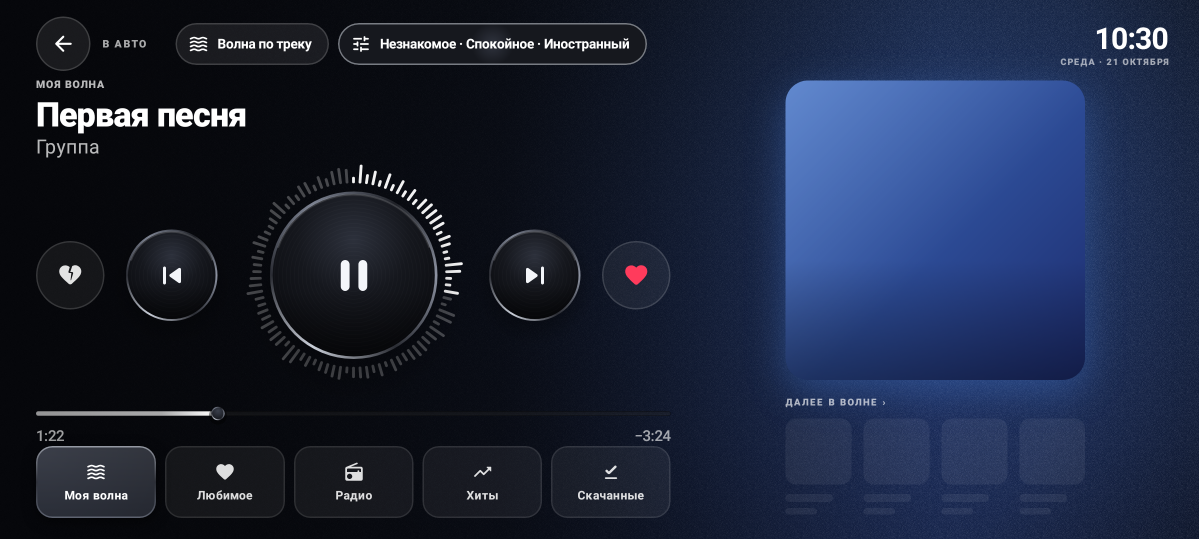 В АВТО
Волна по треку
Незнакомое · Спокойное · Иностранный
10:30
СРЕДА · 21 ОКТЯБРЯ
МОЯ ВОЛНА
Первая песня
Группа
1:22
−3:24
ДАЛЕЕ В ВОЛНЕ ›
Моя волна
Любимое
Радио
Хиты
Скачанные